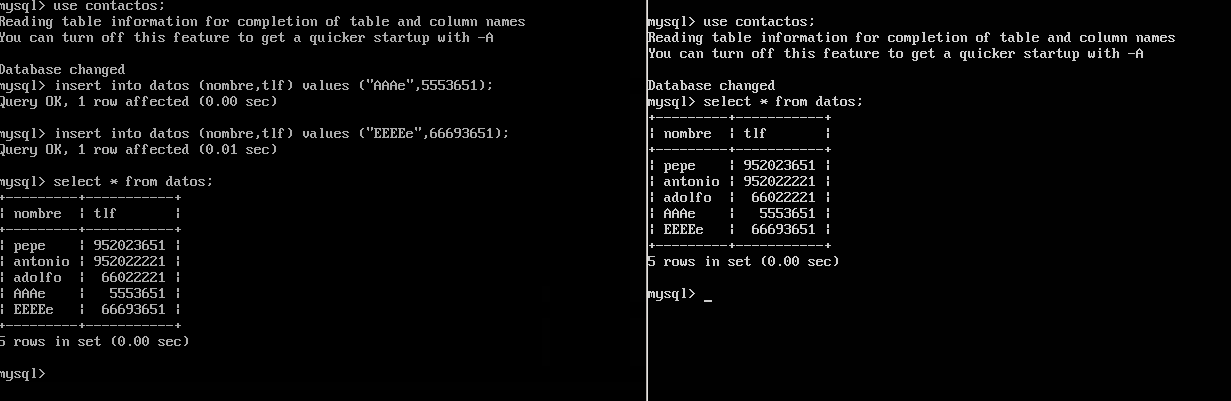 mysql> use contactos;
Reading table information for completion of table and column names
You can turn off this feature to get a quicker startup with -A
Database changed
mysql> insert into datos (nombre,tlf) values ("AAAe",5553651);
Query OK, 1 row affected (0.00 sec)
mysql> insert into datos (nombre,tlf) values ("EEEEe",66693651);
Query OK, 1 row affected (0.01 sec)
mysql> select * from datos;
+---------+-----------+
| nombre  | tlf       |
+---------+-----------+
| pepe    | 952023651 |
| antonio | 952022221 |
| adolfo  |  66022221 |
| AAAe    |   5553651 |
| EEEEe   |  66693651 |
+---------+-----------+
5 rows in set (0.00 sec)
mysql>
mysql> use contactos;
Reading table information for completion of table and column names
You can turn off this feature to get a quicker startup with -A
Database changed
mysql> select * from datos;
+---------+-----------+
| nombre  | tlf       |
+---------+-----------+
| pepe    | 952023651 |
| antonio | 952022221 |
| adolfo  |  66022221 |
| AAAe    |   5553651 |
| EEEEe   |  66693651 |
+---------+-----------+
5 rows in set (0.00 sec)
mysql> _